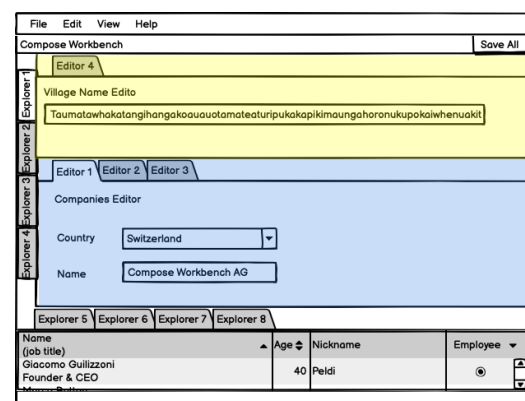 File Edit View Help
Compose Workbench Save All
Editor 4
Explorer 1
Village Name Edito
Taumatawhakatangihangakoauauotamateaturipukakapikimaungahoronukupokaiwhenuakit
Explorer 2
Editor 1 Editor 2 Editor 3
Explorer 3
Companies Editor
Explorer 4
Country Switzerland
Name Compose Workbench AG
Explorer 5 Explorer 6 Explorer 7 Explorer 8
Name
(job title) Age Nickname Employee
Giacomo Guilizzoni
Founder & CEO 40 Peldi